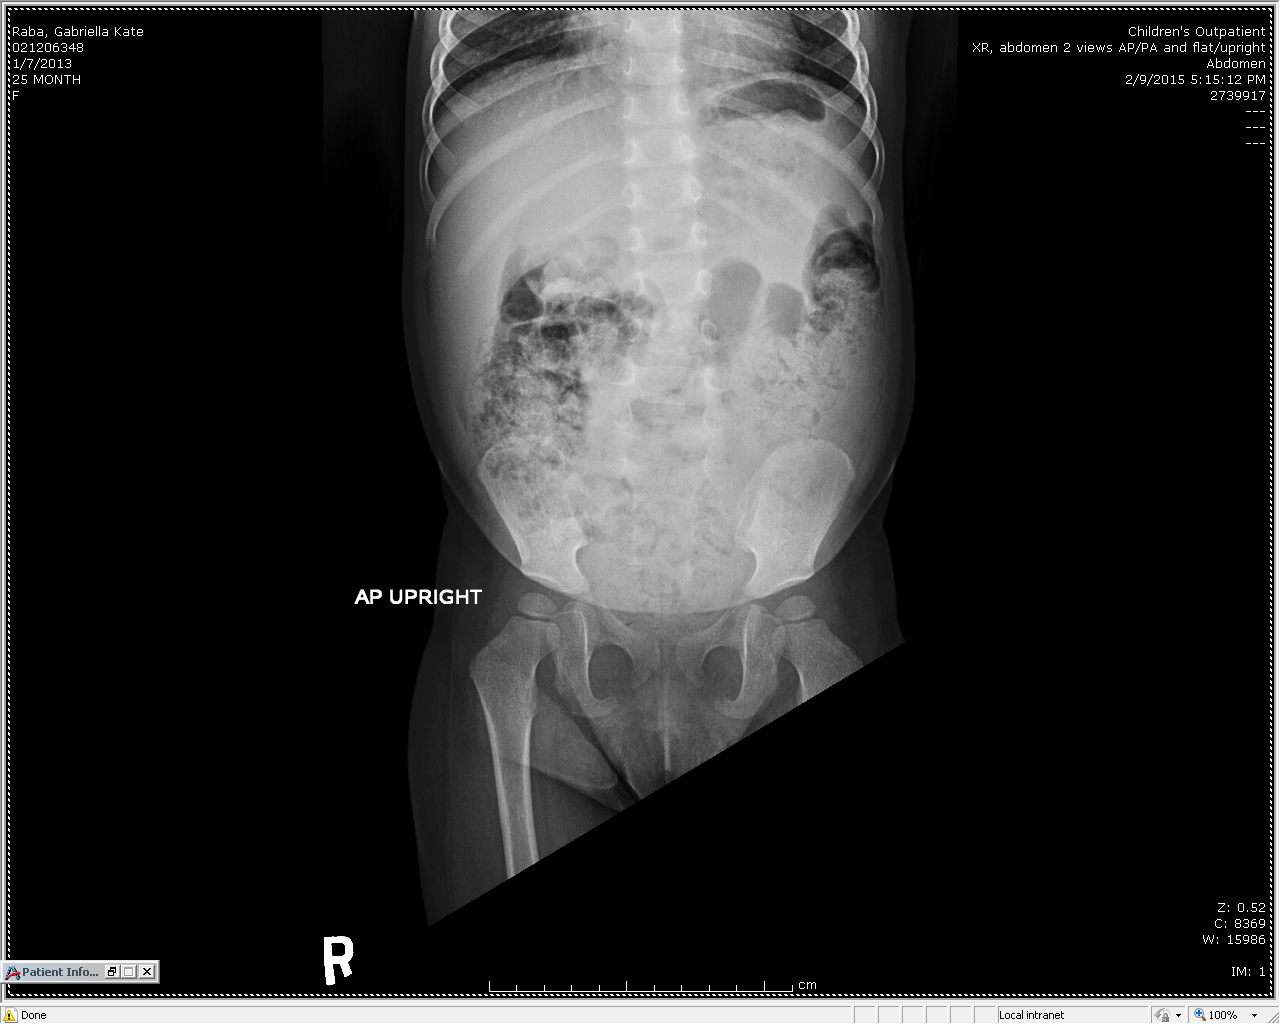 Raba, Gabriella Kate
021206348
1/7/2013
25 MONTH
F
Children's Outpatient
XR, abdomen 2 views AP/PA and flat/upright
Abdomen
2/9/2015 5:15:12 PM
2739917
---
---
---
AP UPRIGHT
R
cm
Z: 0.52
C: 8369
W: 15986
IM: 1
Patient Info...
Done
Local intranet
100%